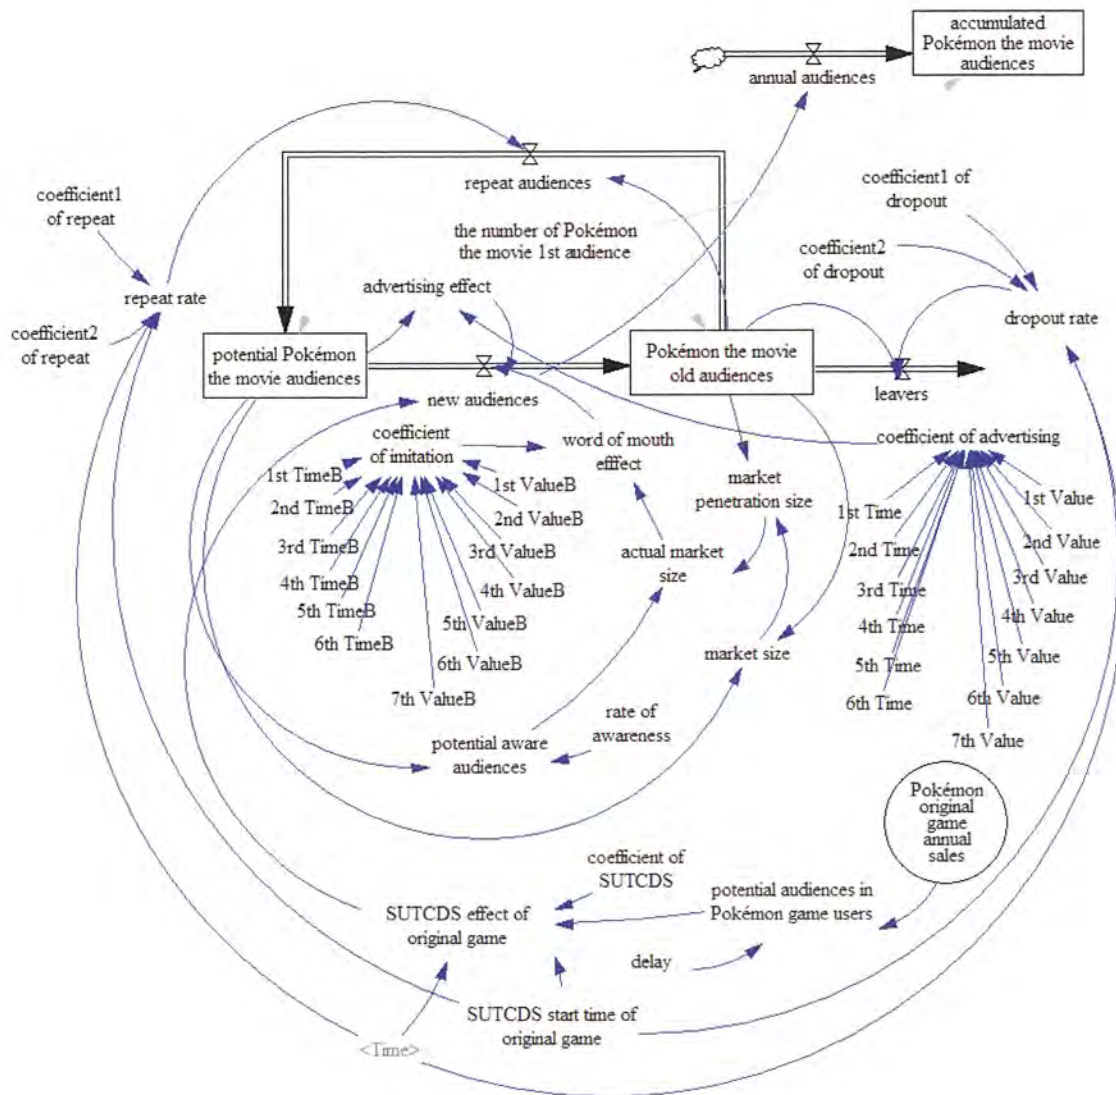 accumulated
Pokémon the movie
audiences
annual audiences
repeat audiences
coefficient1
of repeat
coefficient1 of
dropout
the number of Pokémon
the movie 1st audience
coefficient2
of dropout
repeat rate
advertising effect
dropout rate
coefficient2
of repeat
potential Pokémon
the movie audiences
Pokémon the movie
old audiences
new audiences
leavers
coefficient
of imitation
word of mouth
efffect
coefficient of advertising
1st TimeB
2nd TimeB
3rd TimeB
4th TimeB
5th TimeB
6th TimeB
1st ValueB
2nd ValueB
3rd ValueB
4th ValueB
5th ValueB
6th ValueB
7th ValueB
market
penetration size
actual market
size
market size
1st Time
2nd Time
3rd Time
4th Time
5th Time
6th Time
1st Value
2nd Value
3rd Value
4th Value
5th Value
6th Value
7th Value
rate of
awareness
potential aware
audiences
Pokémon
original
game
annual
sales
coefficient of
SUTCDS
potential audiences in
Pokémon game users
SUTCDS effect of
original game
delay
SUTCDS start time of
original game
<Time>